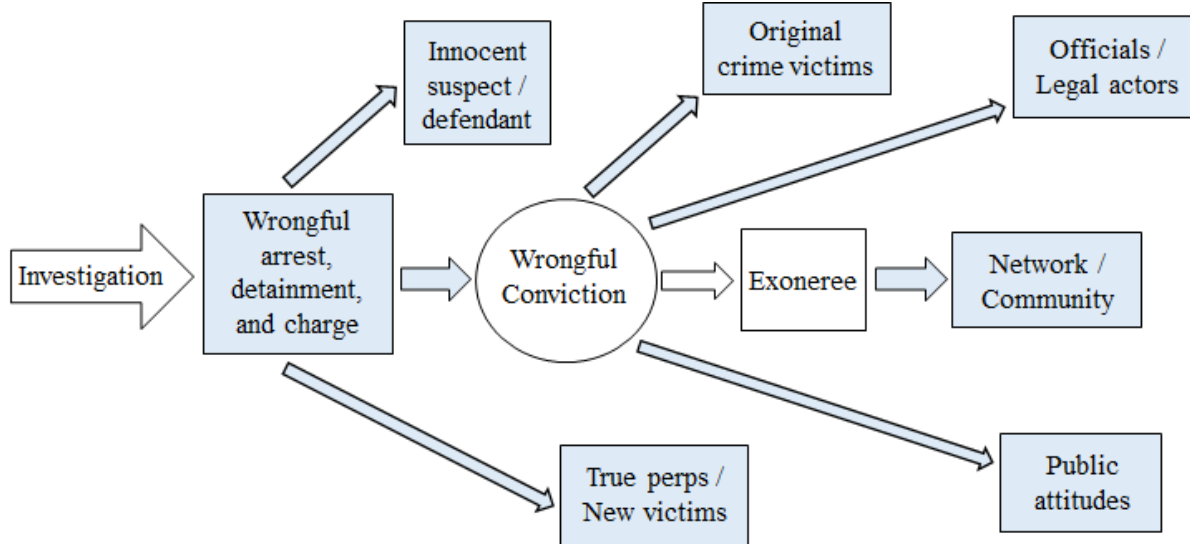 Innocent
suspect /
defendant
Original
crime victims
Officials /
Legal actors
Investigation
Wrongful
arrest,
detainment,
and charge
Wrongful
Conviction
Exoneree
Network /
Community
True perps /
New victims
Public
attitudes